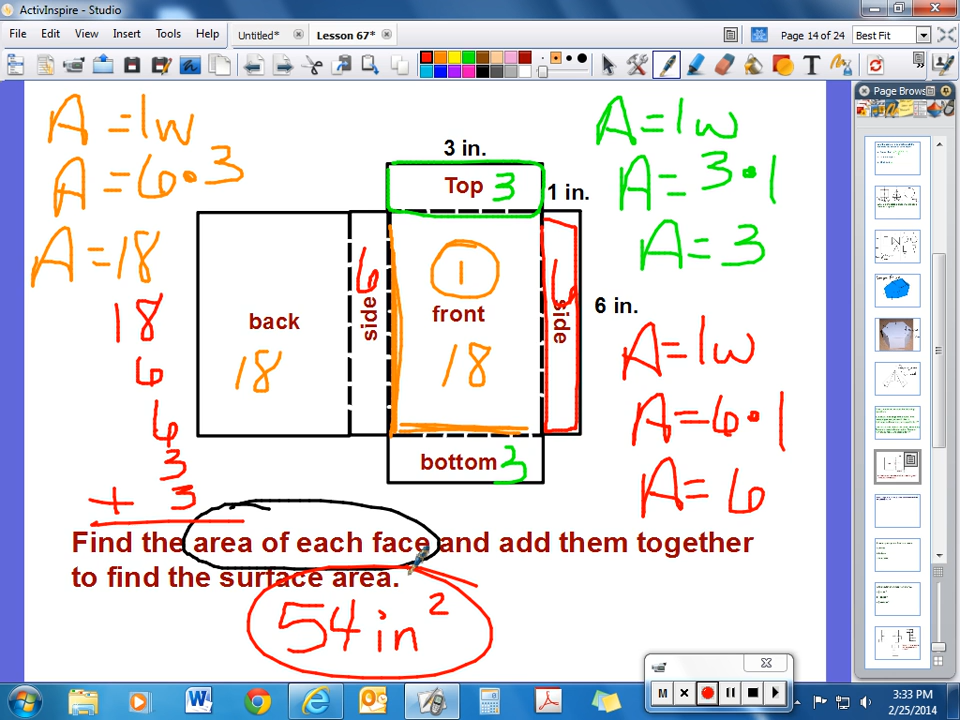 ActivInspire - Studio
File Edit View Insert Tools Help
Untitled* Lesson 67*
Page 14 of 24 Best Fit
Page Brows
A = lw
A = 6 • 3
A = 18
18
6
6
3
+ 3
3 in.
Top 3
1 in.
back
18
6
side
1
front
18
6
side
6 in.
bottom 3
A = lw
A = 3 • 1
A = 3
A = lw
A = 6 • 1
A = 6
Find the area of each face and add them together
to find the surface area.
54 in²
M
3:33 PM
2/25/2014